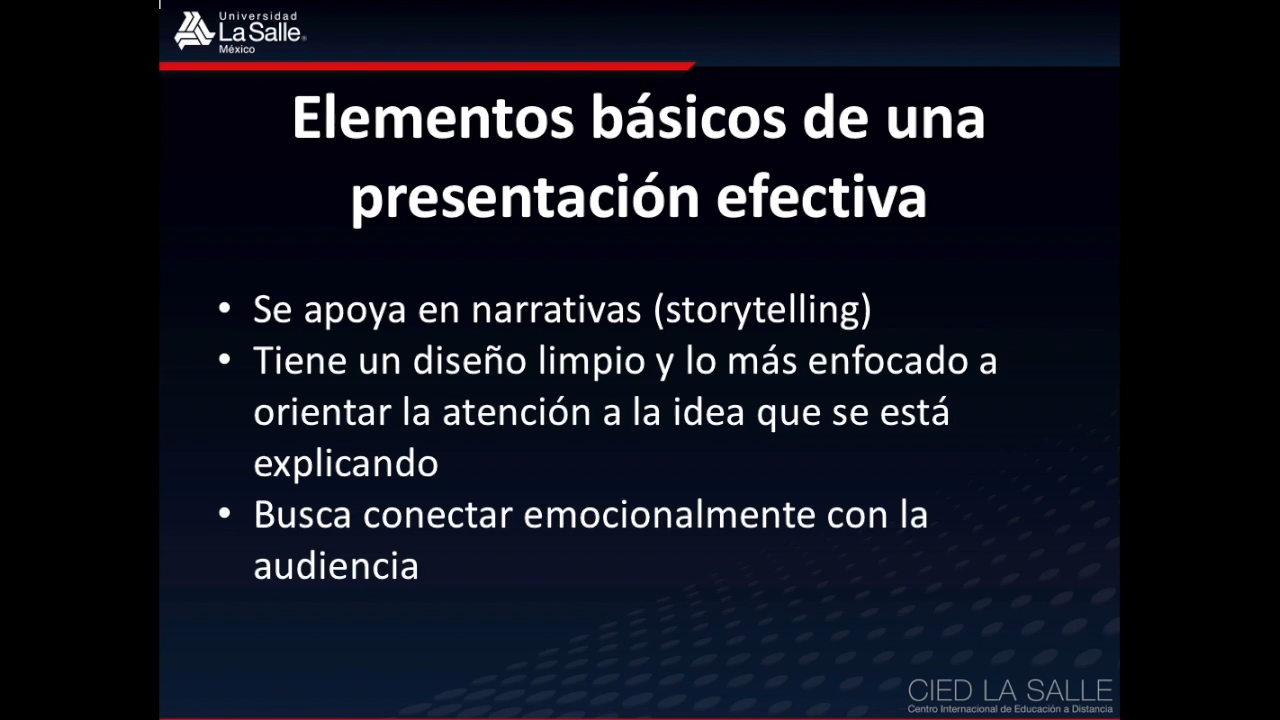 Universidad
La Salle®
México
Elementos básicos de una
presentación efectiva
• Se apoya en narrativas (storytelling)
• Tiene un diseño limpio y lo más enfocado a
orientar la atención a la idea que se está
explicando
• Busca conectar emocionalmente con la
audiencia
CIED LA SALLE
Centro Internacional de Educación a Distancia